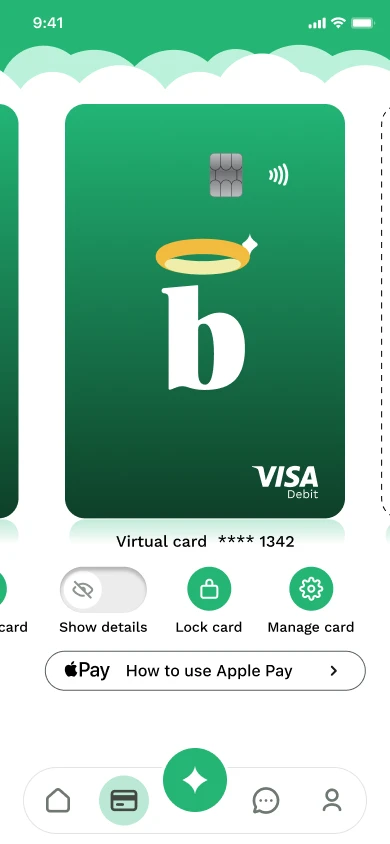 9:41
b
VISA
Debit
Virtual card **** 1342
card
Show details
Lock card
Manage card
Pay How to use Apple Pay